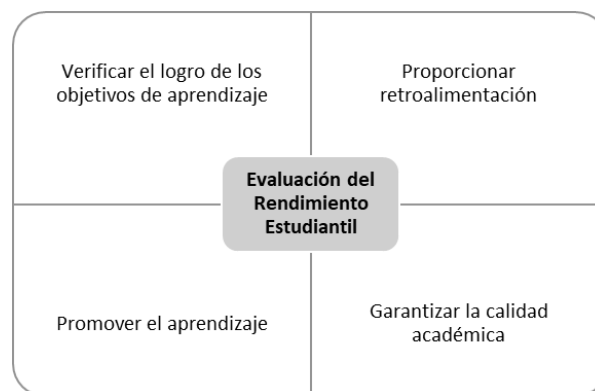 Verificar el logro de los
objetivos de aprendizaje
Proporcionar
retroalimentación
Evaluación del
Rendimiento
Estudiantil
Promover el aprendizaje
Garantizar la calidad
académica